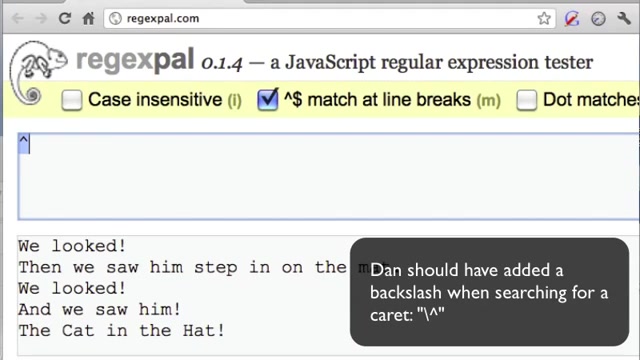 regexpal.com
regexpal 0.1.4 — a JavaScript regular expression tester
Case insensitive (i) ^$ match at line breaks (m) Dot matches
^
We looked!
Then we saw him step in on the mat
We looked!
And we saw him!
The Cat in the Hat!
Dan should have added a
backslash when searching for a
caret: "\^"